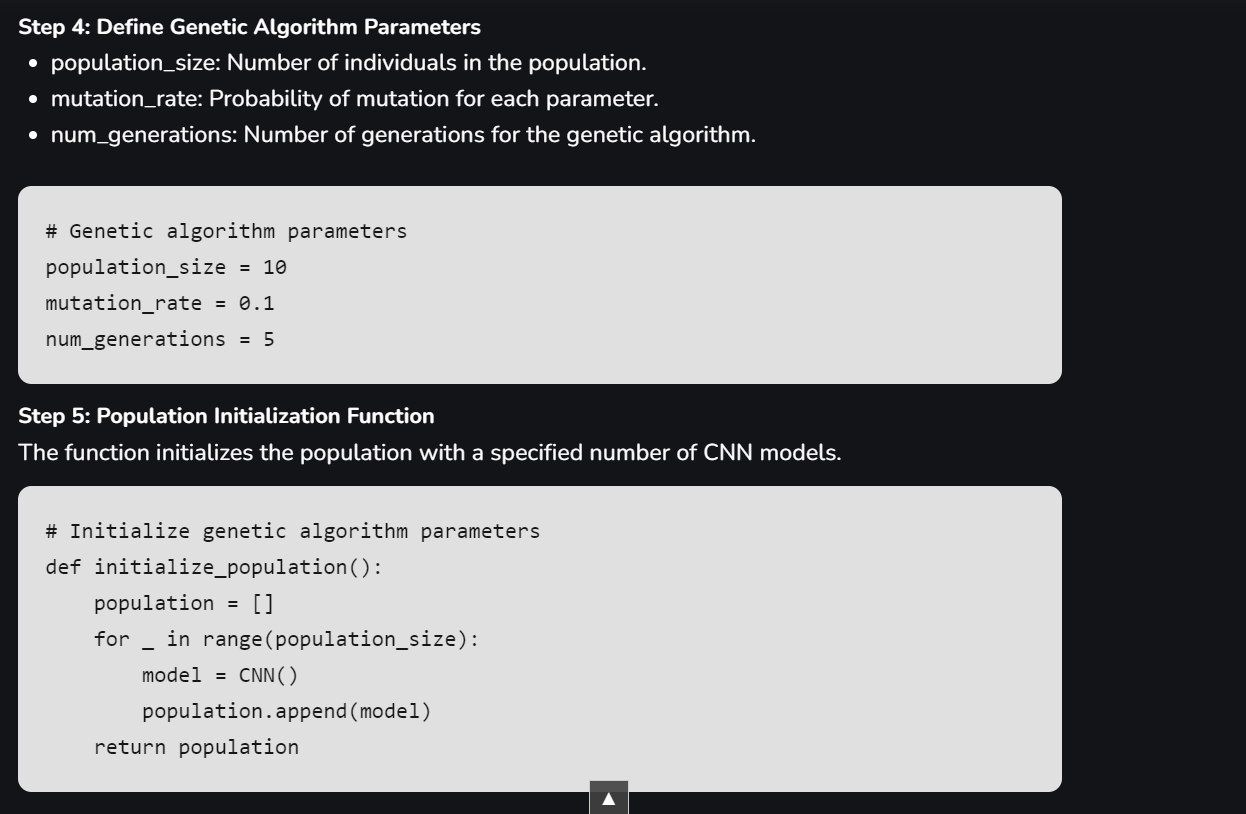 Step 4: Define Genetic Algorithm Parameters
• population_size: Number of individuals in the population.
• mutation_rate: Probability of mutation for each parameter.
• num_generations: Number of generations for the genetic algorithm.
# Genetic algorithm parameters
population_size = 10
mutation_rate = 0.1
num_generations = 5
Step 5: Population Initialization Function
The function initializes the population with a specified number of CNN models.
# Initialize genetic algorithm parameters
def initialize_population():
    population = []
    for _ in range(population_size):
        model = CNN()
        population.append(model)
    return population